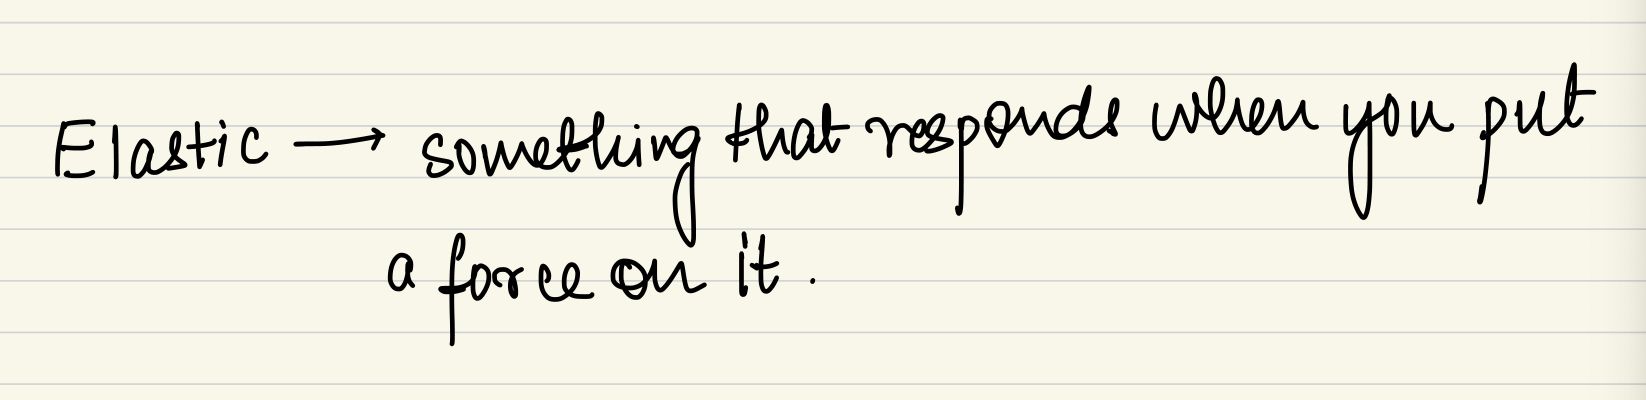 Elastic → something that responds when you put
a force on it.